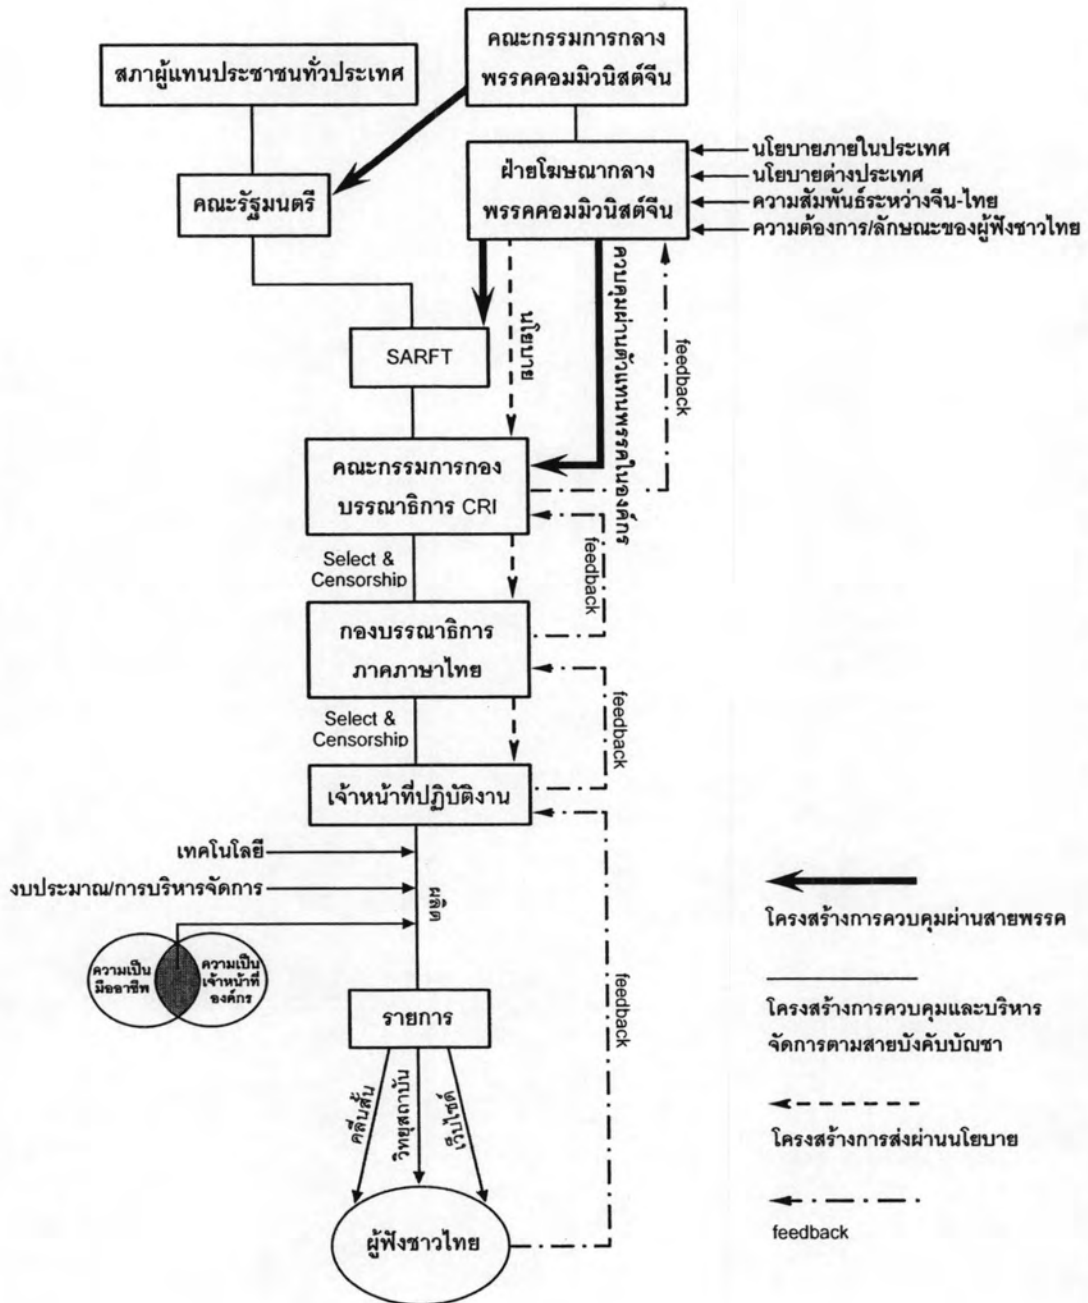 คณะกรรมการกลาง
พรรคคอมมิวนิสต์จีน
สภาผู้แทนประชาชนทั่วประเทศ
ฝ่ายโฆษณากลาง
พรรคคอมมิวนิสต์จีน
นโยบายภายในประเทศ
นโยบายต่างประเทศ
ความสัมพันธ์ระหว่างจีน-ไทย
ความต้องการ/ลักษณะของผู้ฟังชาวไทย
คณะรัฐมนตรี
SARFT
นโยบาย
ควบคุมผ่านตัวแทนพรรคในองค์กร
feedback
คณะกรรมการกอง
บรรณาธิการ CRI
Select &
Censorship
feedback
กองบรรณาธิการ
ภาคภาษาไทย
Select &
Censorship
feedback
เจ้าหน้าที่ปฏิบัติงาน
เทคโนโลยี
งบประมาณ/การบริหารจัดการ
ผลิต
ความเป็น
มืออาชีพ
ความเป็น
เจ้าหน้าที่
องค์กร
รายการ
feedback
คลื่นสั้น
วิทยุสถาบัน
เว็บไซต์
ผู้ฟังชาวไทย
โครงสร้างการควบคุมผ่านสายพรรค
โครงสร้างการควบคุมและบริหาร
จัดการตามสายบังคับบัญชา
โครงสร้างการส่งผ่านนโยบาย
feedback